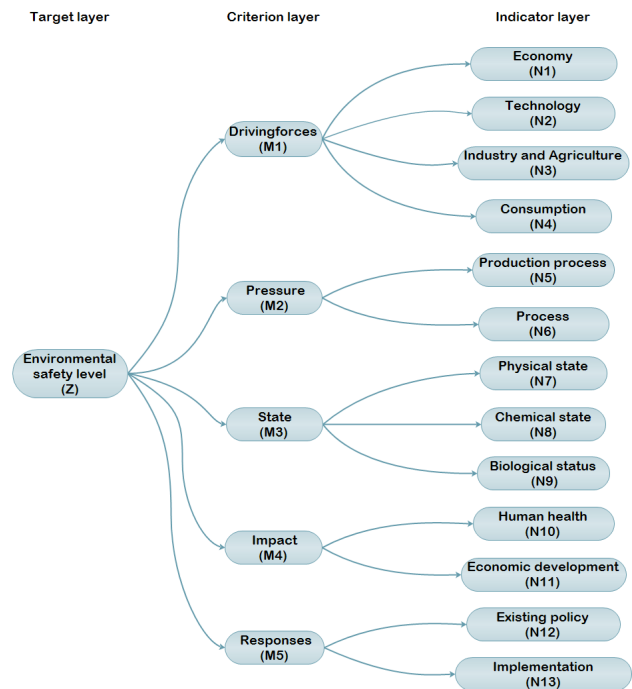 Target layer
Criterion layer
Indicator layer
Environmental
safety level
(Z)
Drivingforces
(M1)
Pressure
(M2)
State
(M3)
Impact
(M4)
Responses
(M5)
Economy
(N1)
Technology
(N2)
Industry and Agriculture
(N3)
Consumption
(N4)
Production process
(N5)
Process
(N6)
Physical state
(N7)
Chemical state
(N8)
Biological status
(N9)
Human health
(N10)
Economic development
(N11)
Existing policy
(N12)
Implementation
(N13)